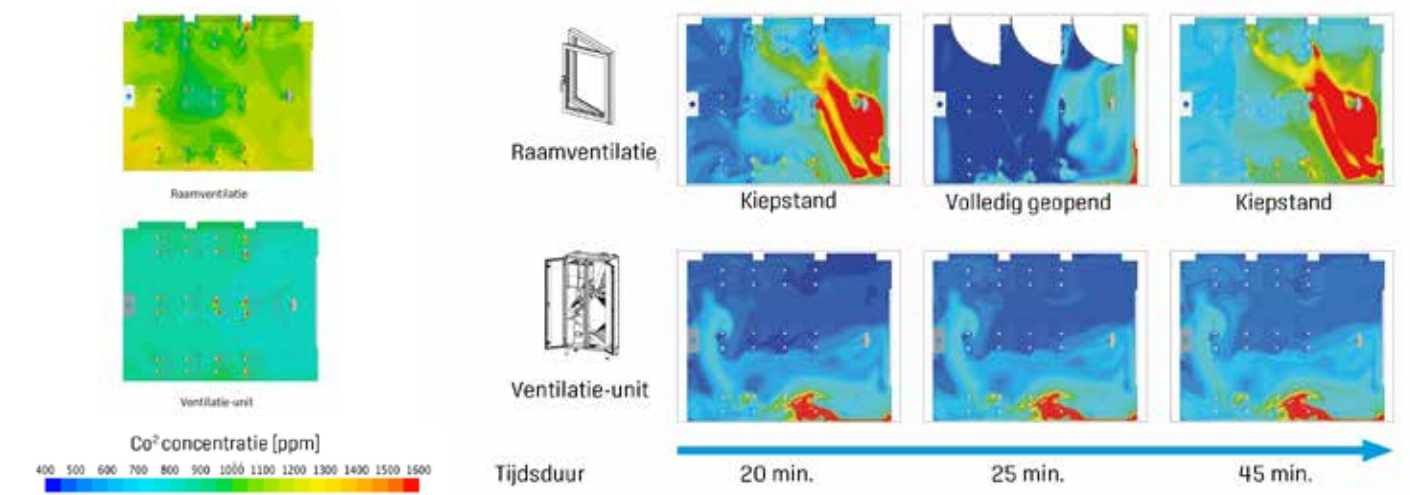 Raamventilatie
Ventilatie-unit
Co² concentratie [ppm]
400 500 600 700 800 900 1000 1100 1200 1300 1400 1500 1600
Raamventilatie
Kiepstand Volledig geopend Kiepstand
Ventilatie-unit
Tijdsduur 20 min. 25 min. 45 min.